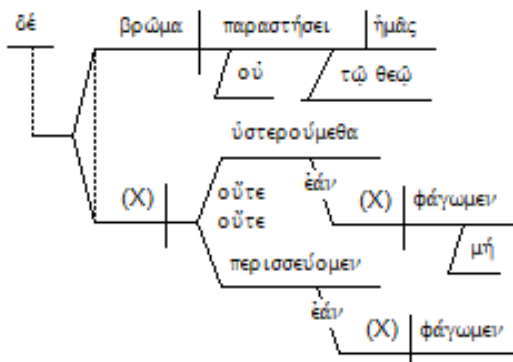 δέ
βρῶμα παραστήσει ἡμᾶς
οὐ τῷ θεῷ
ὑστερούμεθα
(X) οὔτε ἐάν (X) φάγωμεν
οὔτε
μή
περισσεύομεν
ἐάν (X) φάγωμεν